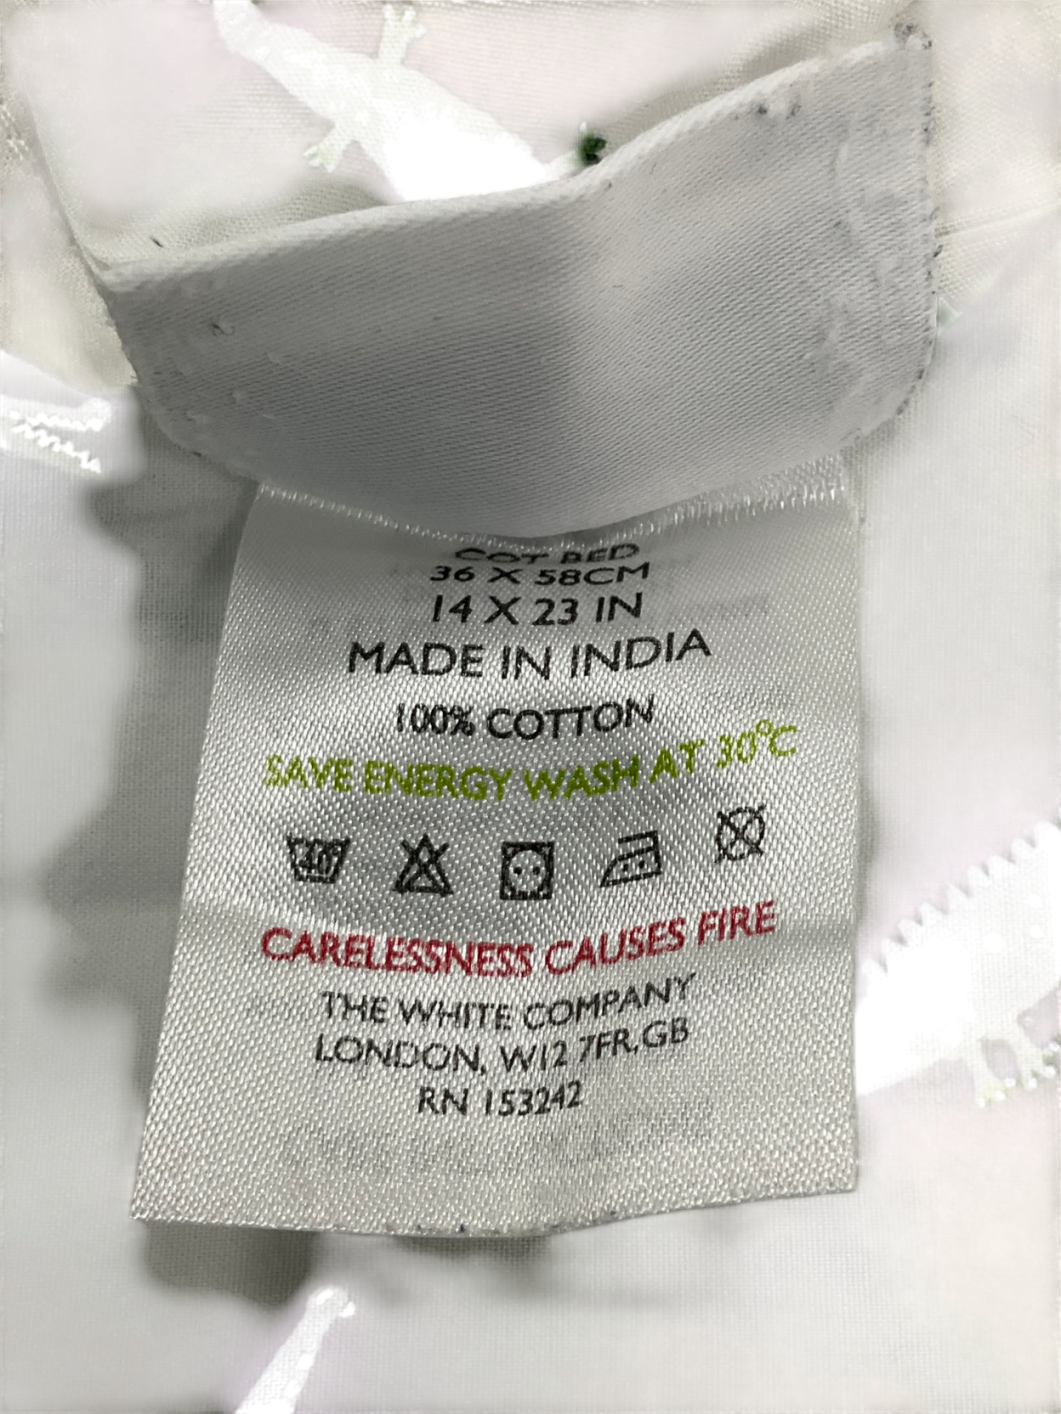 COT BED
36 X 58CM
14 X 23 IN
MADE IN INDIA
100% COTTON
SAVE ENERGY WASH AT 30°C
40
CARELESSNESS CAUSES FIRE
THE WHITE COMPANY
LONDON, W12 7FR,GB
RN 153242